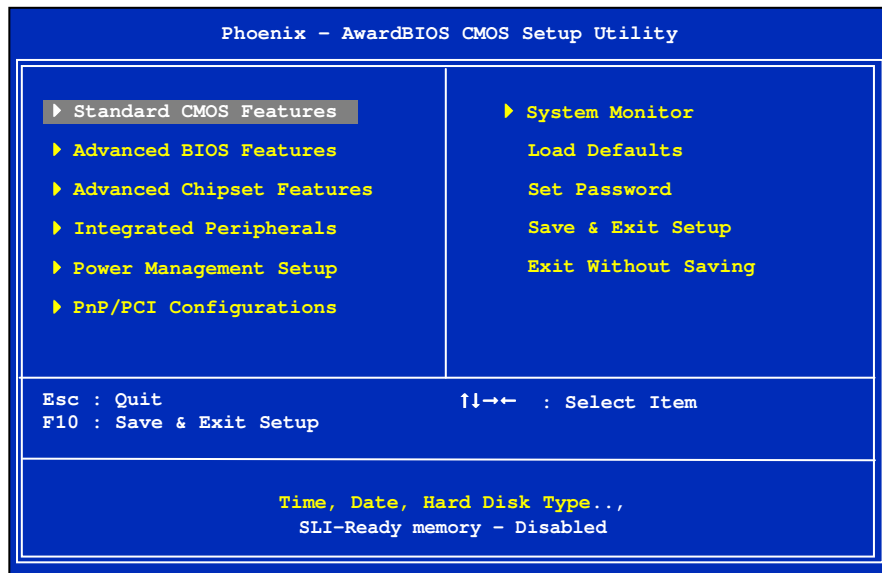 Phoenix - AwardBIOS CMOS Setup Utility
Standard CMOS Features
Advanced BIOS Features
Advanced Chipset Features
Integrated Peripherals
Power Management Setup
PnP/PCI Configurations
System Monitor
Load Defaults
Set Password
Save & Exit Setup
Exit Without Saving
Esc : Quit
F10 : Save & Exit Setup
↑↓→← : Select Item
Time, Date, Hard Disk Type..,
SLI-Ready memory - Disabled